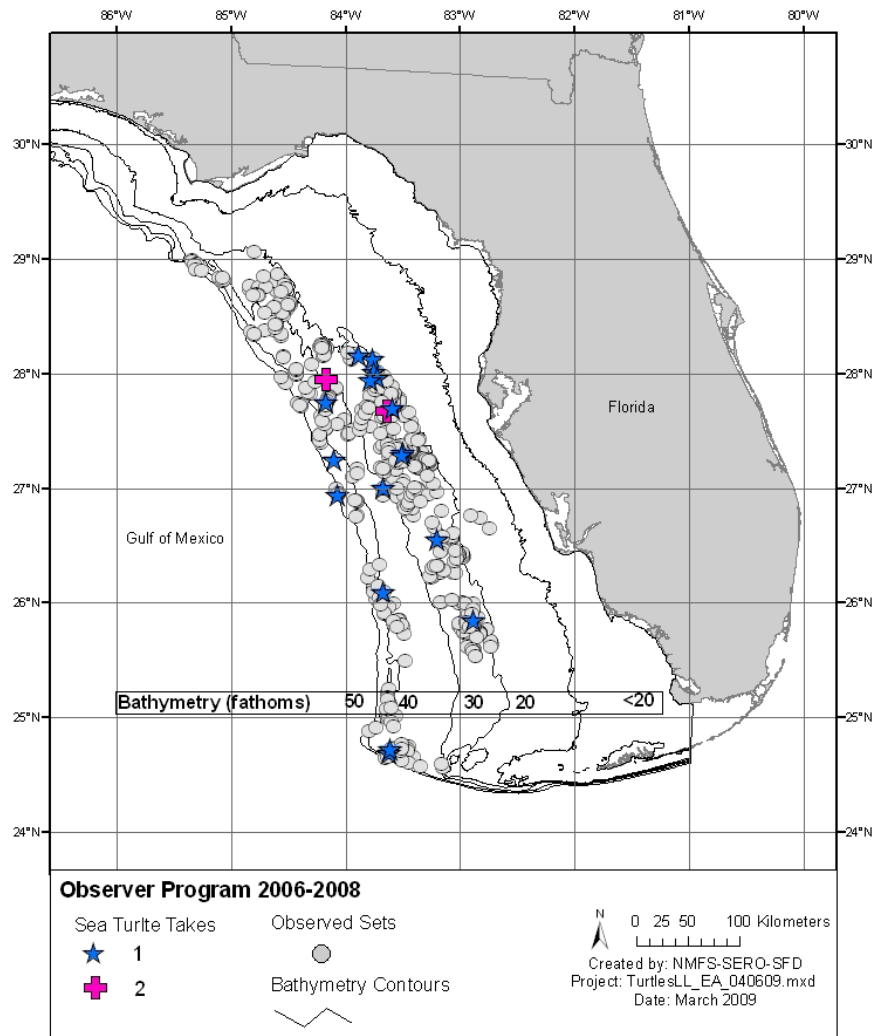 86°W 85°W 84°W 83°W 82°W 81°W 80°W
30°N 30°N
29°N 29°N
28°N 28°N
Florida
27°N 27°N
Gulf of Mexico
26°N 26°N
Bathymetry (fathoms) 50 40 30 20 <20
25°N 25°N
24°N 24°N
Observer Program 2006-2008
Sea Turlte Takes
1
2
Observed Sets
Bathymetry Contours
N
0 25 50 100 Kilometers
Created by: NMFS-SERO-SFD
Project: TurtlesLL_EA_040609.mxd
Date: March 2009